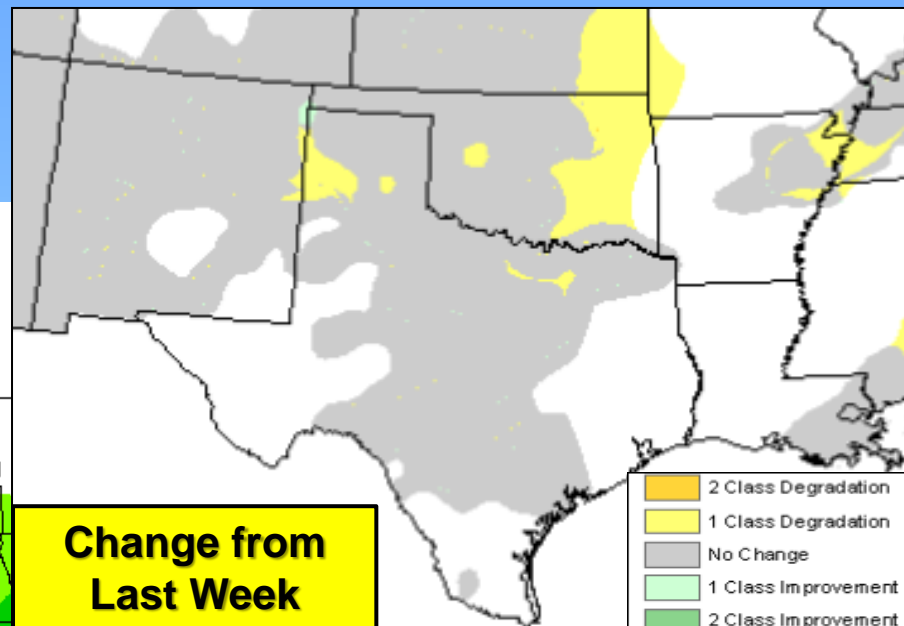 2 Class Degradation
1 Class Degradation
No Change
1 Class Improvement
2 Class Improvement
Change from
Last Week